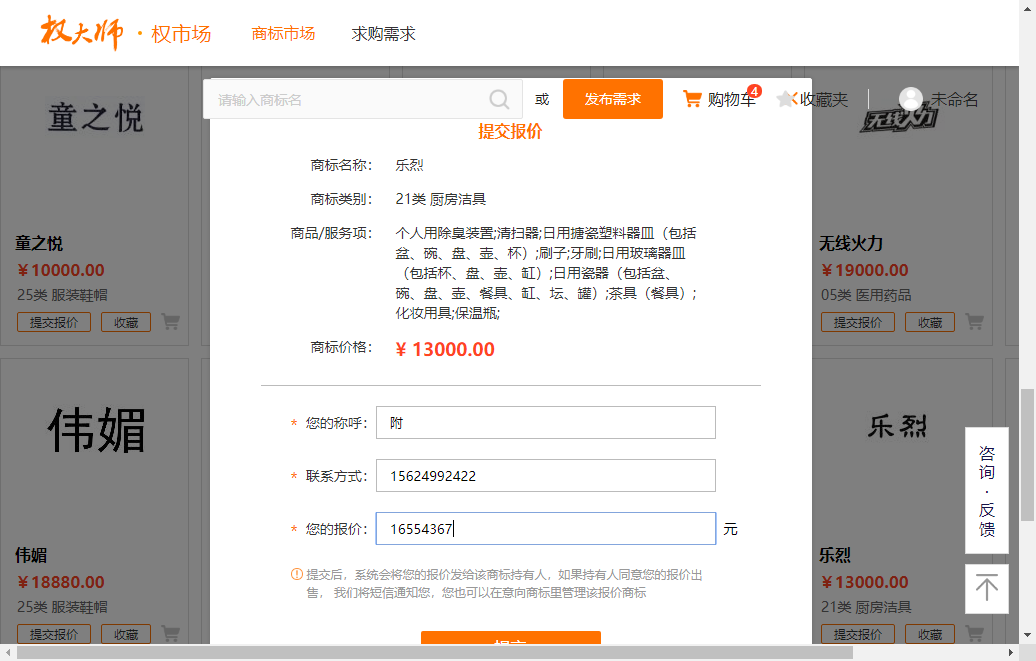 权大师·权市场 商标市场 求购需求
请输入商标名 或 发布需求 购物车 4 收藏夹 未命名
提交报价
商标名称： 乐烈
商标类别： 21类 厨房洁具
商品/服务项： 个人用除臭装置;清扫器;日用搪瓷塑料器皿（包括
盆、碗、盘、壶、杯）;刷子;牙刷;日用玻璃器皿
（包括杯、盘、壶、缸）;日用瓷器（包括盆、
碗、盘、壶、餐具、缸、坛、罐）;茶具（餐具）;
化妆用具;保温瓶;
商标价格： ¥ 13000.00
* 您的称呼： 附
* 联系方式： 15624992422
* 您的报价： 16554367 元
提交后，系统会将您的报价发给该商标持有人，如果持有人同意您的报价出
售， 我们将短信通知您，您也可以在意向商标里管理该报价商标
提交
童之悦
童之悦
¥10000.00
25类 服装鞋帽
提交报价 收藏
伟媚
伟媚
¥18880.00
25类 服装鞋帽
提交报价 收藏
无线火力
无线火力
¥19000.00
05类 医用药品
提交报价 收藏
乐烈
乐烈
¥13000.00
21类 厨房洁具
提交报价 收藏
咨
询
·
反
馈